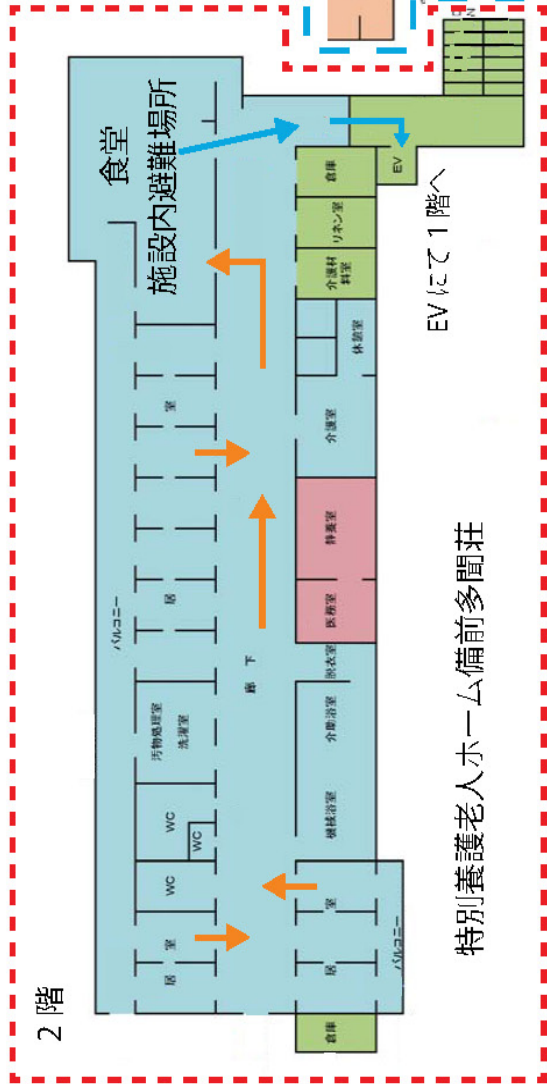 2階
食堂
施設内避難場所
バルコニー
室
居
汚物処理室
洗濯室
WC
WC
WC
室
居
廊下
倉庫
リネン室
介護材
料室
休憩室
介護室
静養室
医務室
脱衣室
介助浴室
機械浴室
室
居
バルコニー
倉庫
EV
EVにて1階へ
特別養護老人ホーム備前多聞荘